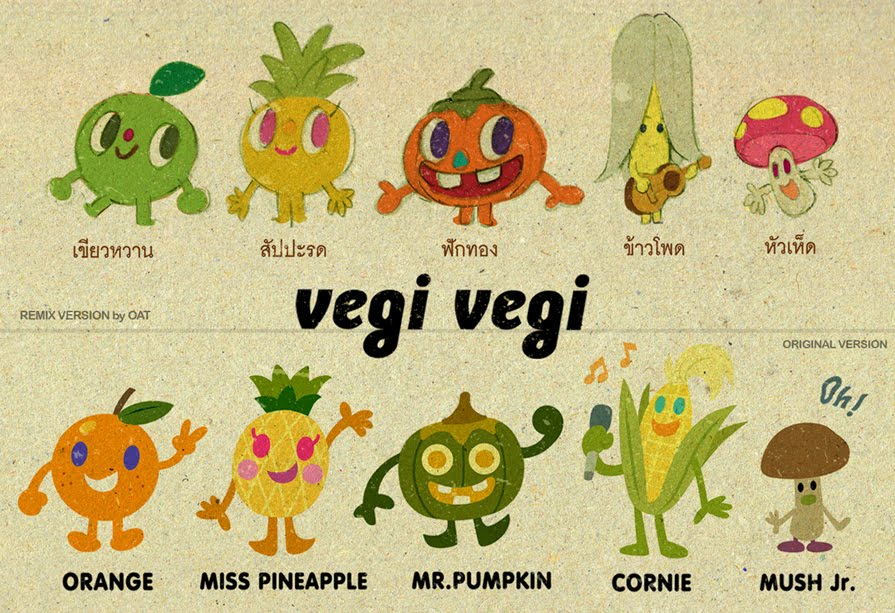 เขียวหวาน
สัปปะรด
ฟักทอง
ข้าวโพด
หัวเห็ด
vegi vegi
REMIX VERSION by OAT
ORIGINAL VERSION
Oh!
ORANGE
MISS PINEAPPLE
MR.PUMPKIN
CORNIE
MUSH Jr.